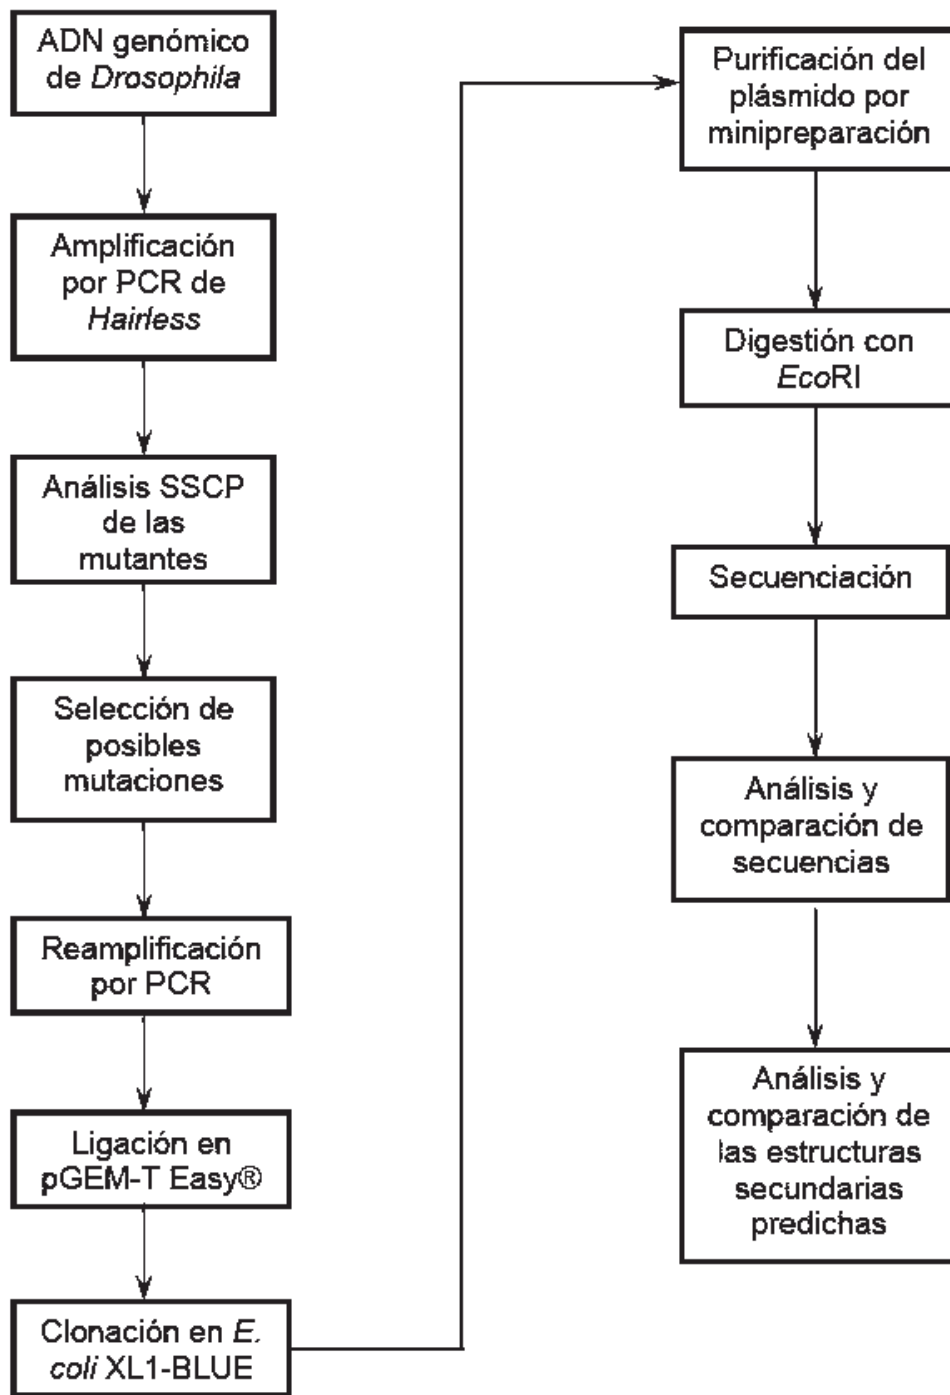 ADN genómico
de Drosophila
Amplificación
por PCR de
Hairless
Análisis SSCP
de las
mutantes
Selección de
posibles
mutaciones
Reamplificación
por PCR
Ligación en
pGEM-T Easy®
Clonación en E.
coli XL1-BLUE
Purificación del
plásmido por
minipreparación
Digestión con
EcoRI
Secuenciación
Análisis y
comparación de
secuencias
Análisis y
comparación de
las estructuras
secundarias
predichas